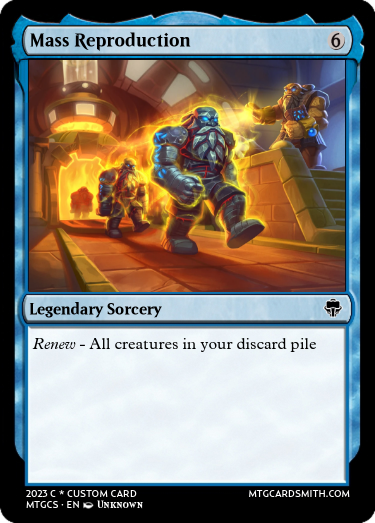 Mass Reproduction 6
Legendary Sorcery
Renew - All creatures in your discard pile
2023 C * CUSTOM CARD MTGCARDSMITH.COM
MTGCS · EN Unknown